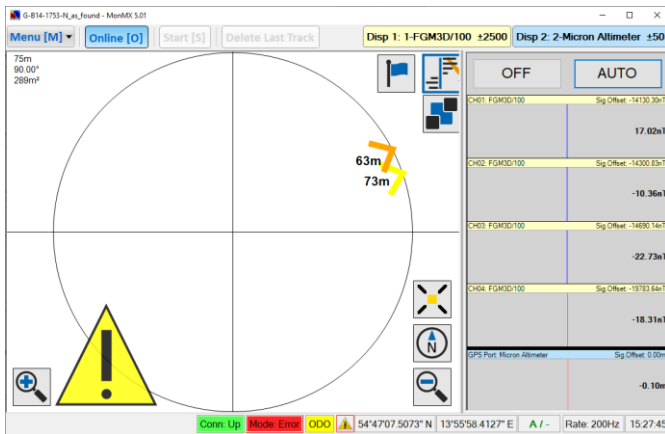 G-B14-1753-N_as_found - MonMX 5.01
Menu [M] Online [O] Start [S] Delete Last Track Disp 1: 1-FGM3D/100 ±2500 Disp 2: 2-Micron Altimeter ±50
75m
90.00°
289m²
63m
73m
N
OFF AUTO
CH01: FGM3D/100 Sig.Offset: -14130.30nT
17.02nT
CH02: FGM3D/100 Sig.Offset: -14300.83nT
-10.36nT
CH03: FGM3D/100 Sig.Offset: -14690.14nT
-22.73nT
CH04: FGM3D/100 Sig.Offset: -19783.64nT
-18.31nT
GPS Port: Micron Altimeter Sig.Offset: 0.00m
-0.10m
Conn: Up Mode: Error ODO 54°47'07.5073" N 13°55'58.4127" E A / - Rate: 200Hz 15:27:45